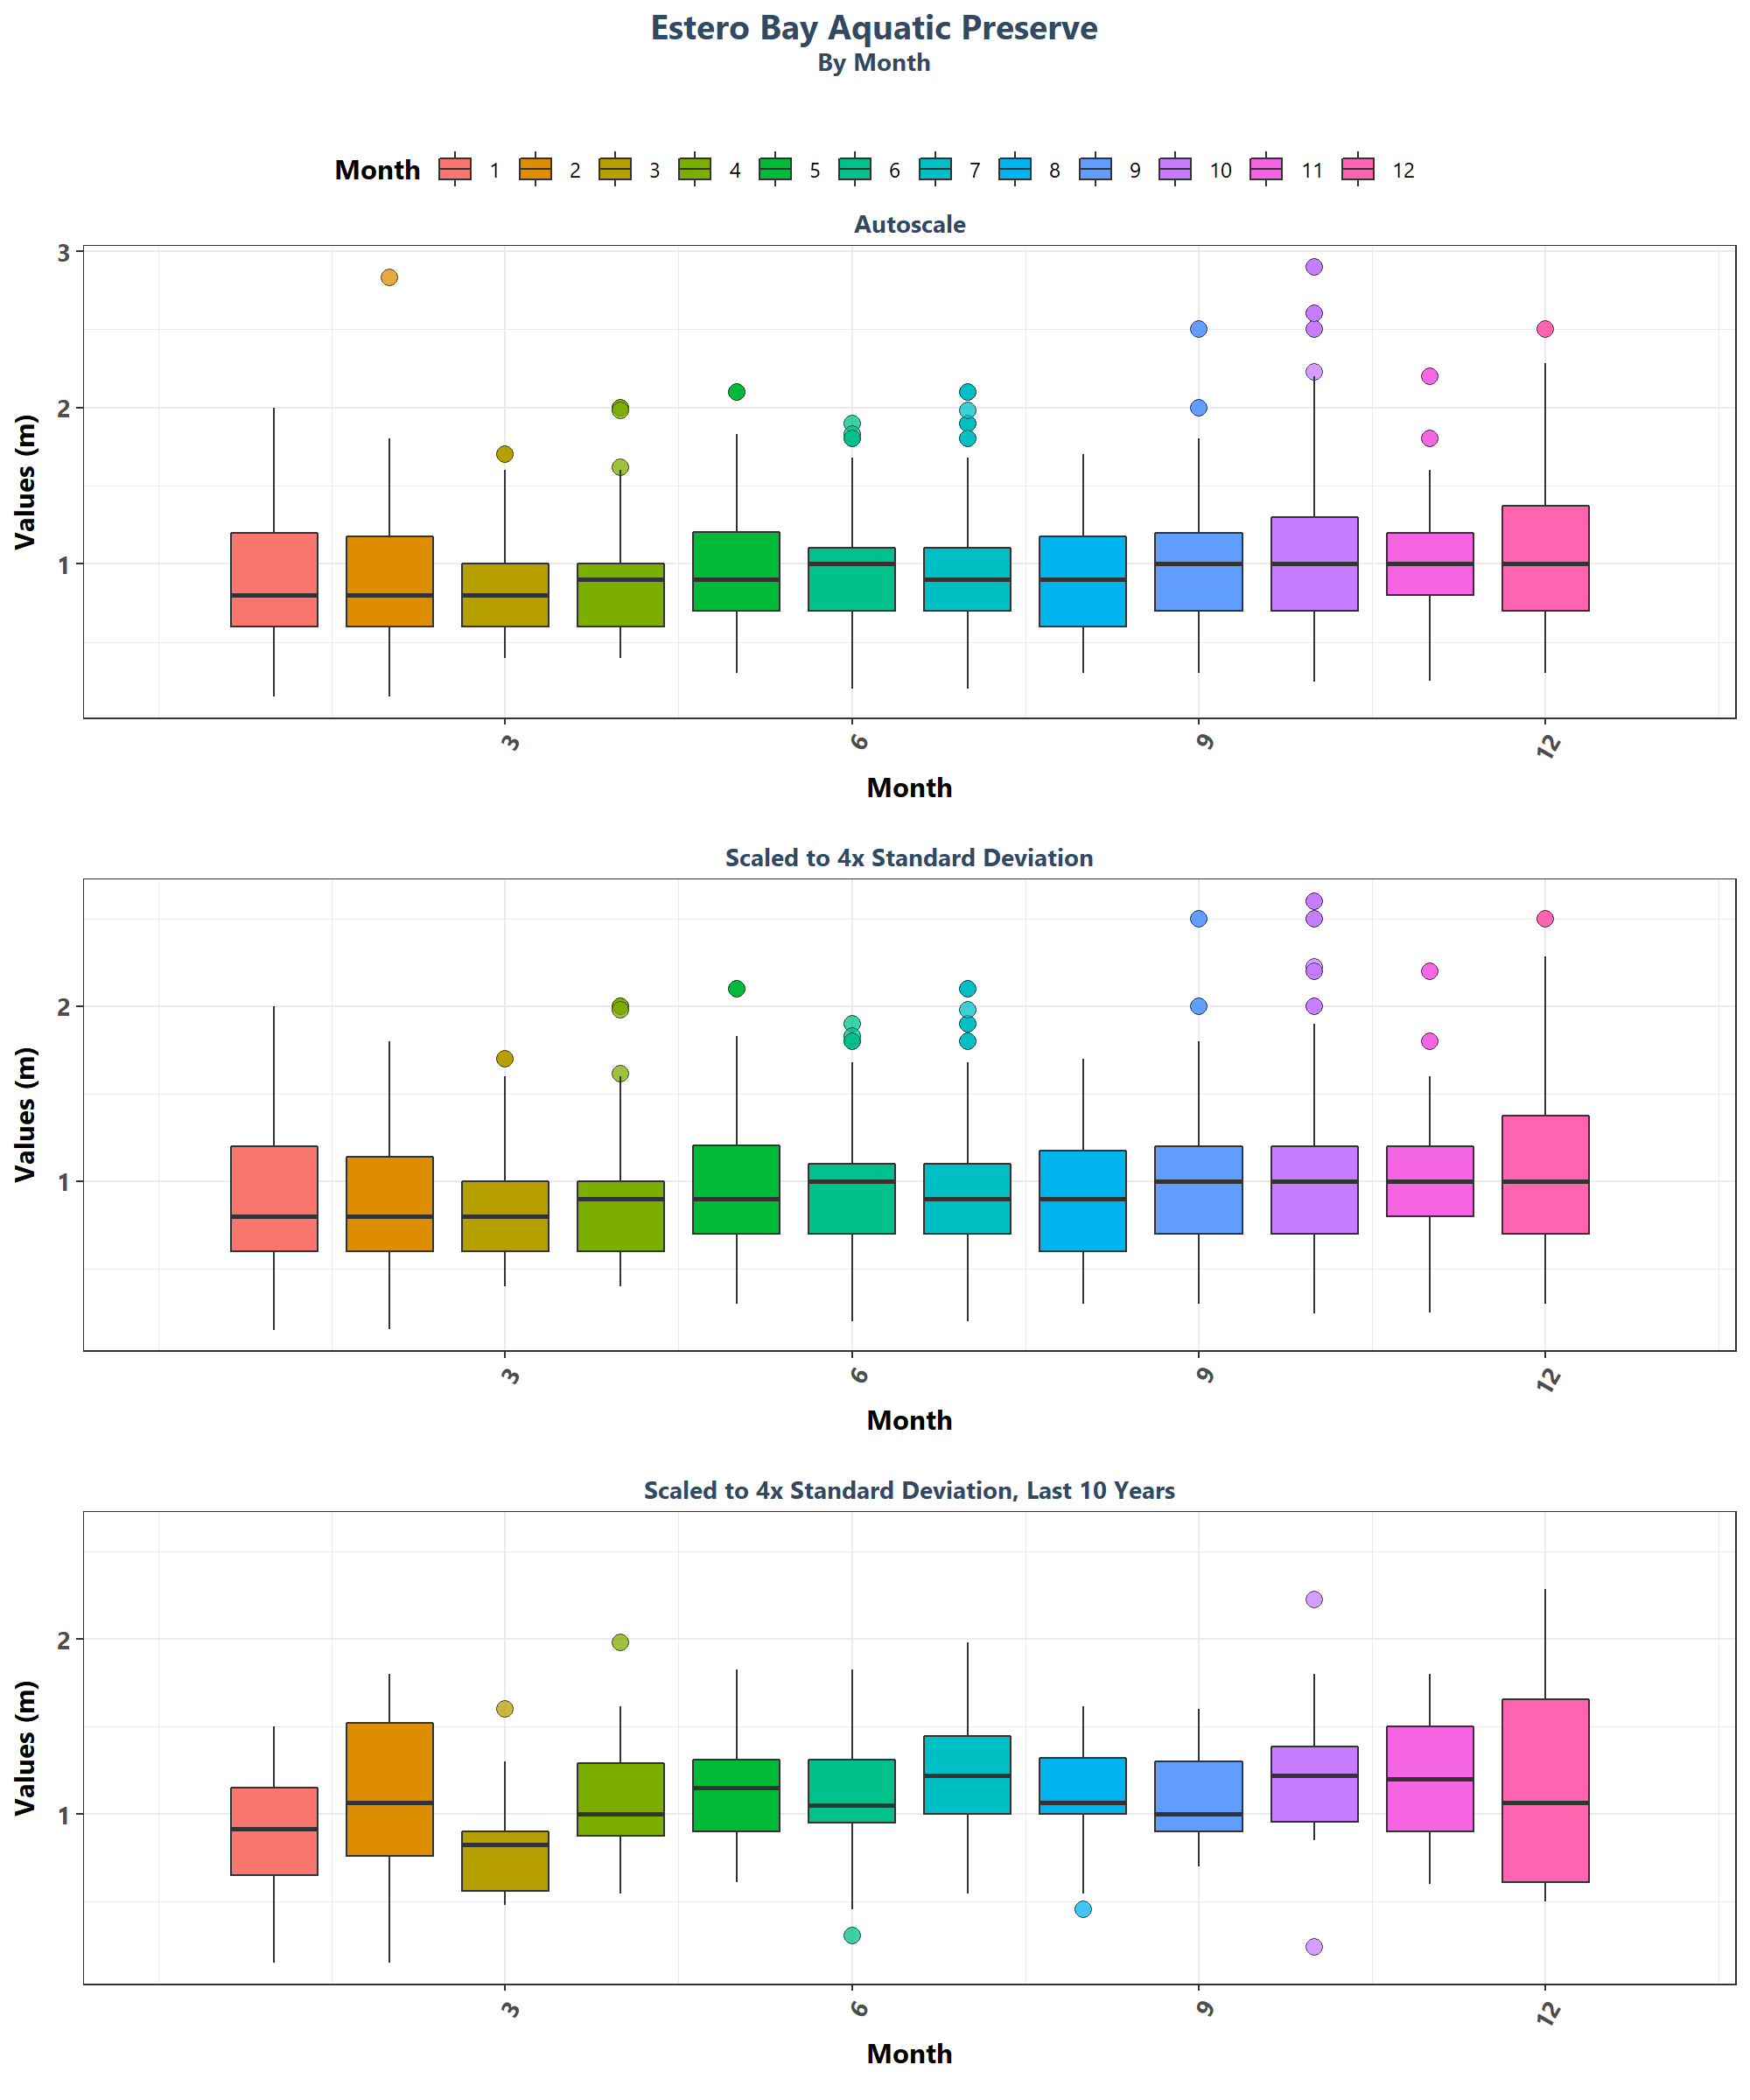 Estero Bay Aquatic Preserve
By Month
Month 1 2 3 4 5 6 7 8 9 10 11 12
Autoscale
3
2
1
Values (m)
3 6 9 12
Month
Scaled to 4x Standard Deviation
2
1
Values (m)
3 6 9 12
Month
Scaled to 4x Standard Deviation, Last 10 Years
2
1
Values (m)
3 6 9 12
Month